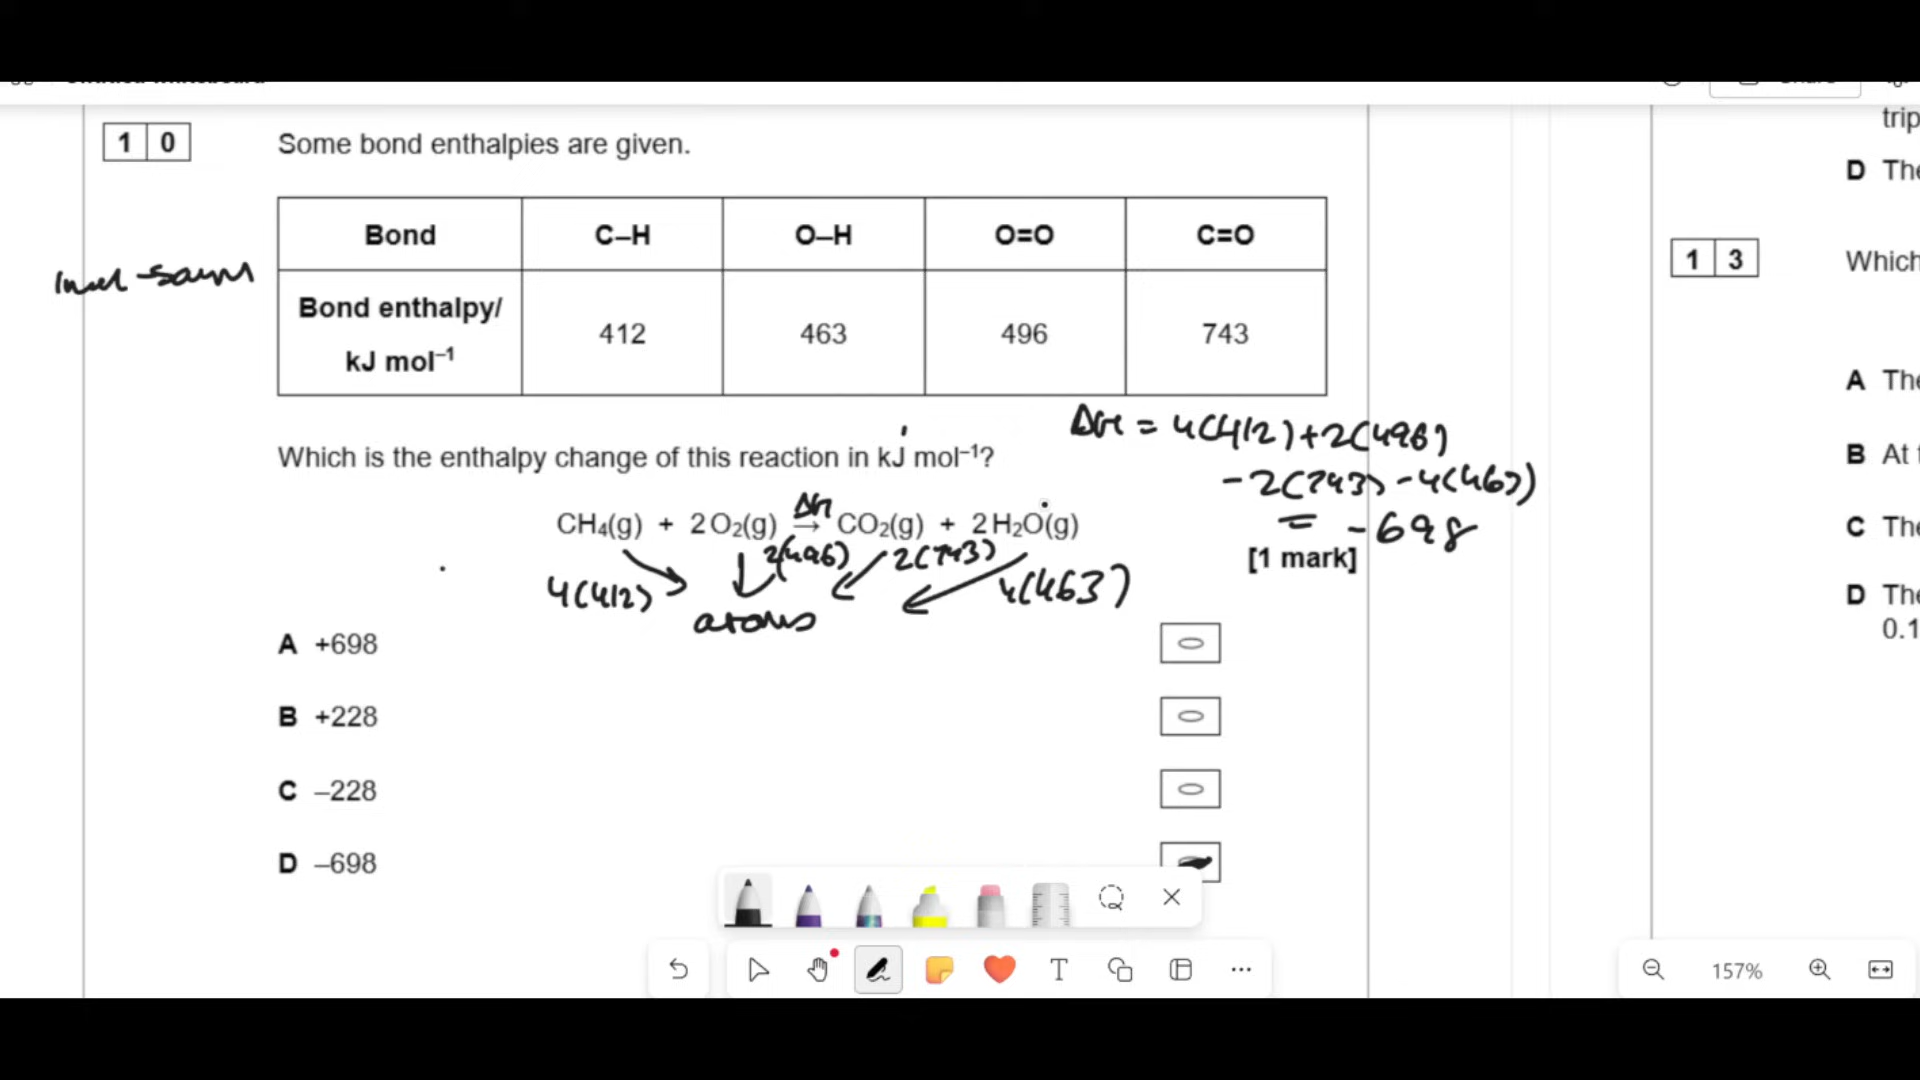 1 0 Some bond enthalpies are given.
Bond C–H O–H O=O C=O
Bond enthalpy/ kJ mol⁻¹ 412 463 496 743
ΔH = 4(412)+2(496)
-2(743) -4(463)
= -698
Which is the enthalpy change of this reaction in kJ mol⁻¹?
ΔH
CH₄(g) + 2O₂(g) → CO₂(g) + 2H₂O(g)
[1 mark]
4(412) 2(496) 2(743) 4(463)
atoms
A +698
B +228
C –228
D –698
trip
D The
1 3 Which
A The
B At
C The
D The
0.1
157%